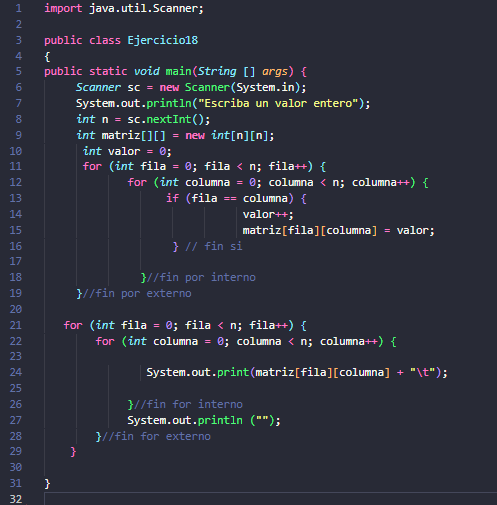 1 import java.util.Scanner;
2
3 public class Ejercicio18
4 {
5 public static void main(String [] args) {
6 Scanner sc = new Scanner(System.in);
7 System.out.println("Escriba un valor entero");
8 int n = sc.nextInt();
9 int matriz[][] = new int[n][n];
10 int valor = 0;
11 for (int fila = 0; fila < n; fila++) {
12 for (int columna = 0; columna < n; columna++) {
13 if (fila == columna) {
14 valor++;
15 matriz[fila][columna] = valor;
16 } // fin si
17
18 }//fin por interno
19 }//fin por externo
20
21 for (int fila = 0; fila < n; fila++) {
22 for (int columna = 0; columna < n; columna++) {
23
24 System.out.print(matriz[fila][columna] + "\t");
25
26 }//fin for interno
27 System.out.println ("");
28 }//fin for externo
29 }
30
31 }
32